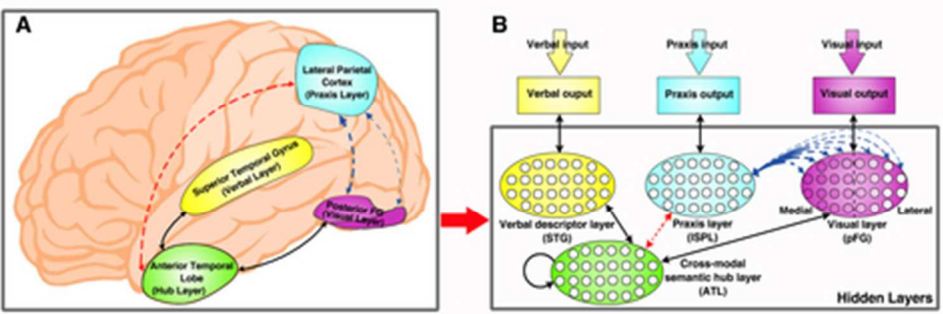 A
Lateral Parietal
Cortex
(Praxis Layer)
Superior Temporal Gyrus
(Verbal Layer)
Posterior FG
(Visual Layer)
Anterior Temporal
Lobe
(Hub Layer)
B
Verbal input
Praxis input
Visual input
Verbal ouput
Praxis output
Visual output
Verbal descriptor layer
(STG)
Praxis layer
(ISPL)
Medial
Lateral
Visual layer
(pFG)
Cross-modal
semantic hub layer
(ATL)
Hidden Layers